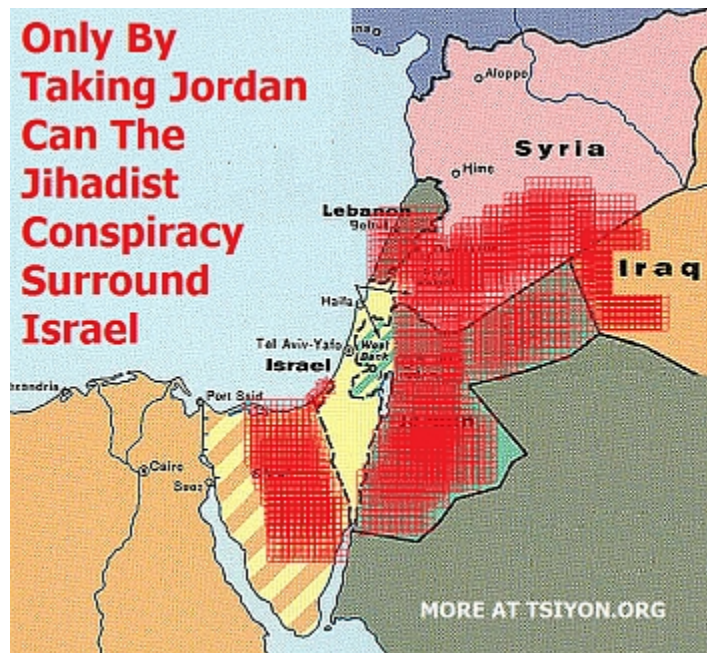 Only By
Taking Jordan
Can The
Jihadist
Conspiracy
Surround
Israel
Aloppo
Syria
Hims
Lebanon
Iraq
Haifa
Tel Aviv-Yafo
West
Bank
Israel
Port Said
Cairo
Suez
MORE AT TSIYON.ORG